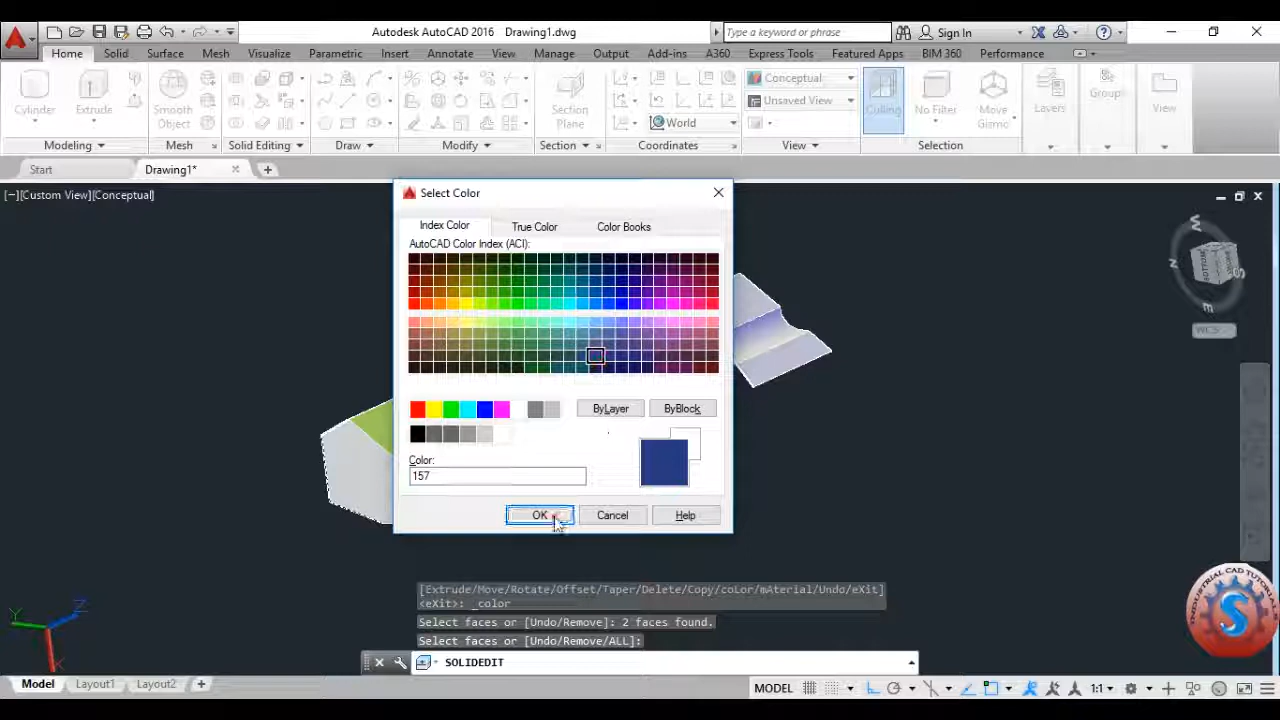 Autodesk AutoCAD 2016 Drawing1.dwg
Type a keyword or phrase
Sign In
Home Solid Surface Mesh Visualize Parametric Insert Annotate View Manage Output Add-ins A360 Express Tools Featured Apps BIM 360 Performance
Cylinder
Extrude
Smooth
Object
Section
Plane
Conceptual
Unsaved View
World
Culling
No Filter
Move
Gizmo
Layers
Group
View
Modeling Mesh Solid Editing Draw Modify Section Coordinates View Selection
Start Drawing1*
[−][Custom View][Conceptual]
Select Color
Index Color True Color Color Books
AutoCAD Color Index (ACI):
ByLayer ByBlock
Color:
157
OK Cancel Help
W
N
S
E
BOTTOM
WCS
Y
Z
X
[Extrude/Move/Rotate/Offset/Taper/Delete/Copy/coLor/mAterial/Undo/eXit]
<eXit>: _color
Select faces or [Undo/Remove]: 2 faces found.
Select faces or [Undo/Remove/ALL]:
SOLIDEDIT
INDUSTRIAL CAD
S
Model Layout1 Layout2
MODEL
1:1